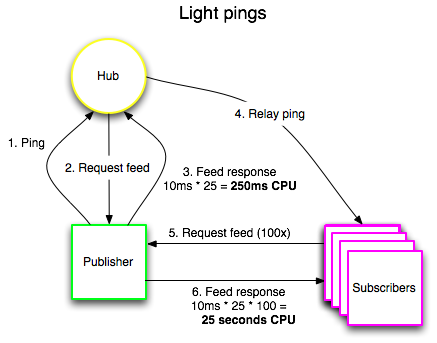 Light pings
Hub
4. Relay ping
1. Ping
2. Request feed
3. Feed response
10ms * 25 = 250ms CPU
5. Request feed (100x)
Publisher
6. Feed response
10ms * 25 * 100 =
25 seconds CPU
Subscribers